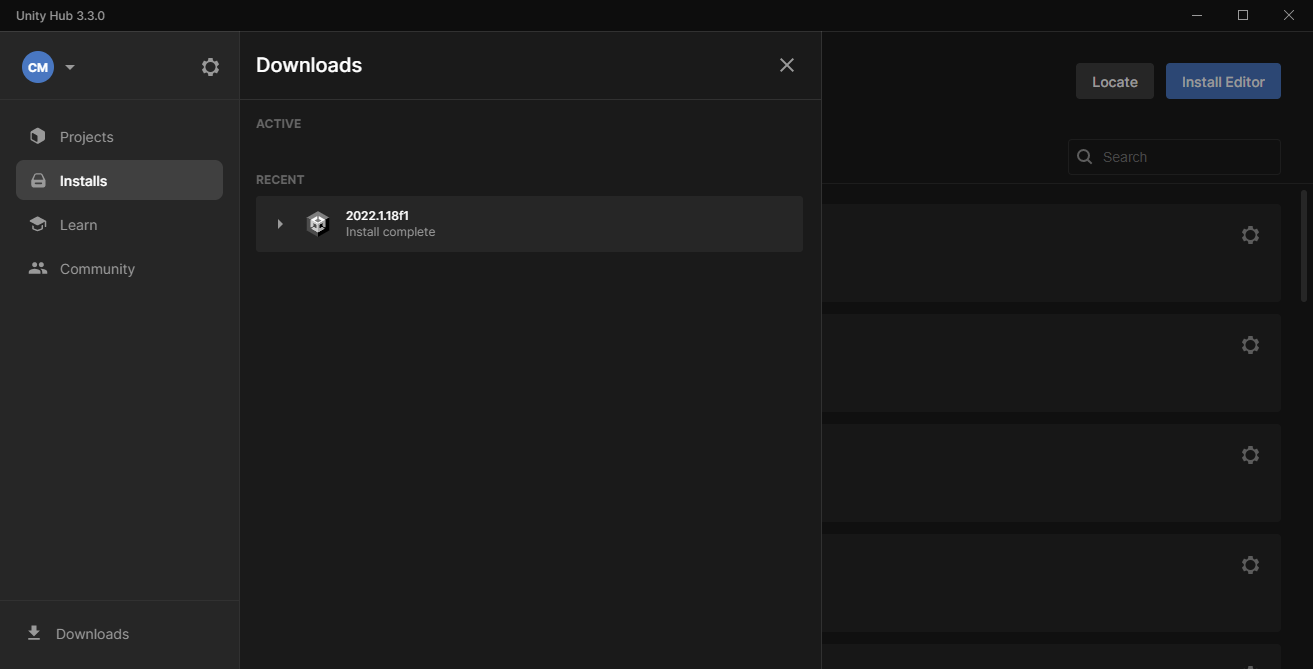 Unity Hub 3.3.0
CM
Projects
Installs
Learn
Community
Downloads
Downloads
ACTIVE
RECENT
2022.1.18f1
Install complete
Locate
Install Editor
Search